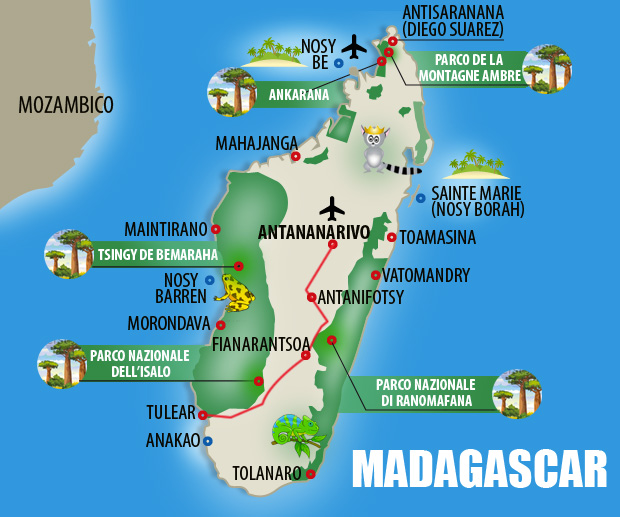 ANTISARANANA
(DIEGO SUAREZ)
NOSY
BE
PARCO DE LA
MONTAGNE AMBRE
ANKARANA
MOZAMBICO
MAHAJANGA
SAINTE MARIE
(NOSY BORAH)
MAINTIRANO
ANTANANARIVO
TOAMASINA
TSINGY DE BEMARAHA
NOSY
BARREN
VATOMANDRY
ANTANIFOTSY
MORONDAVA
FIANARANTSOA
PARCO NAZIONALE
DELL'ISALO
PARCO NAZIONALE
DI RANOMAFANA
TULEAR
ANAKAO
TOLANARO
MADAGASCAR